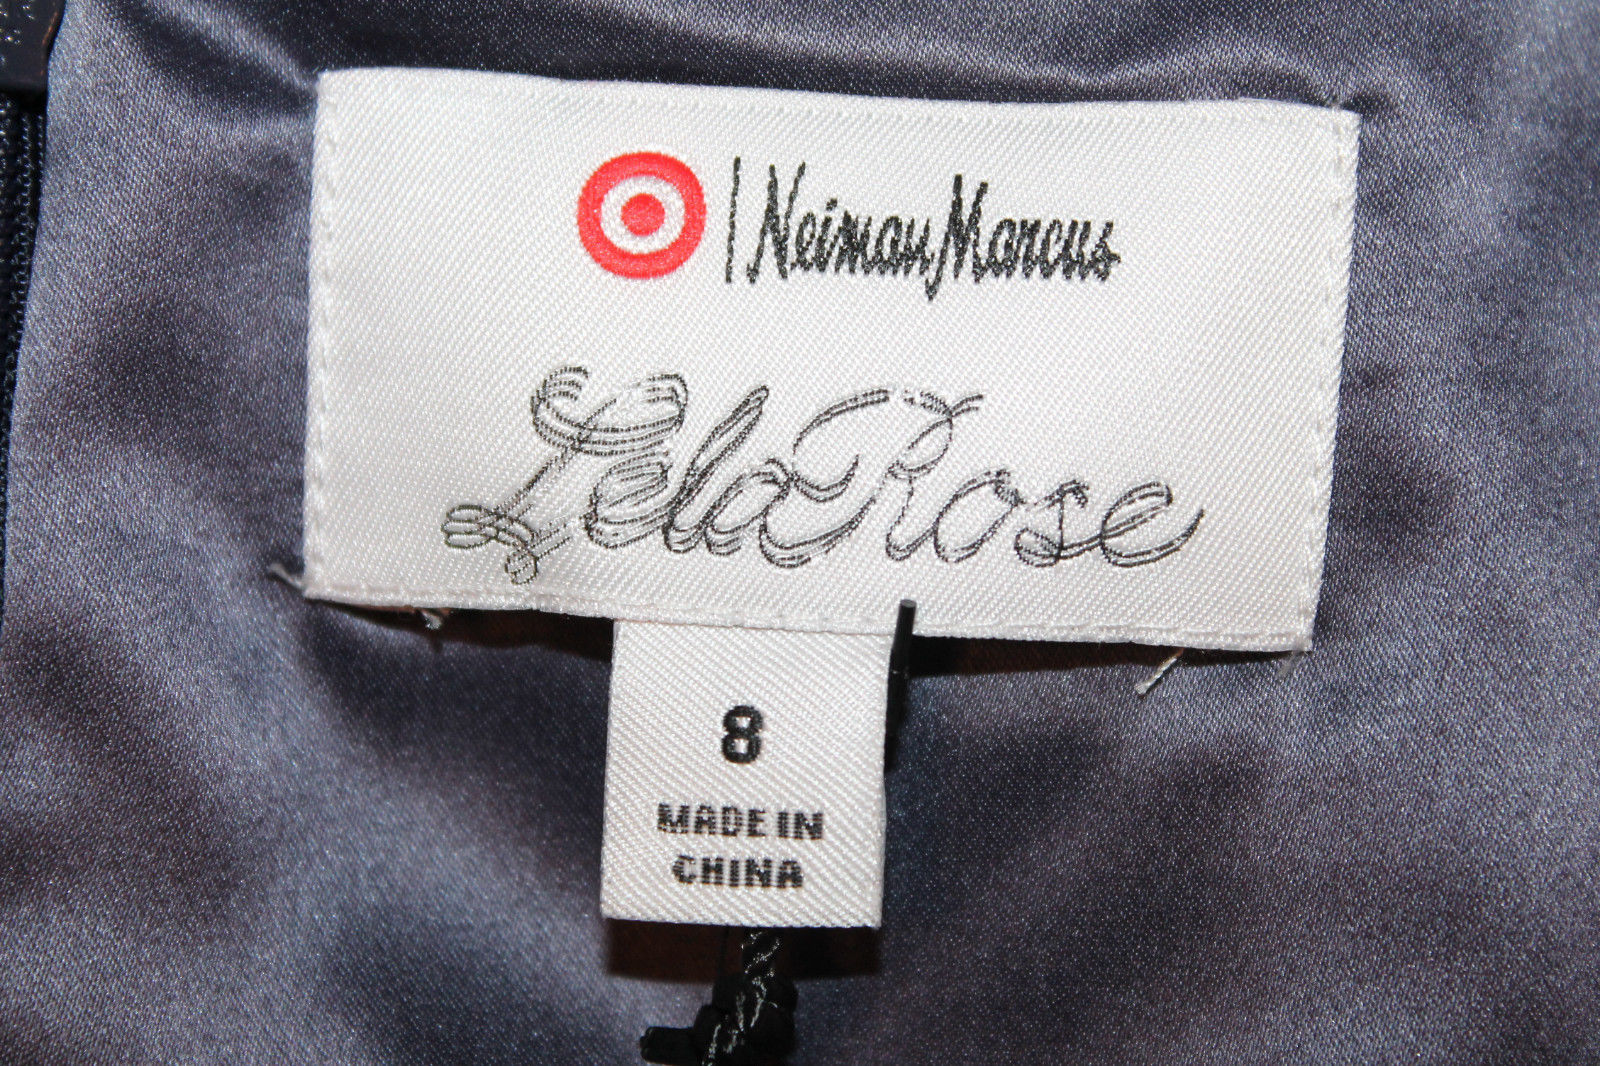 Neiman Marcus
Lela Rose
8
MADE IN
CHINA